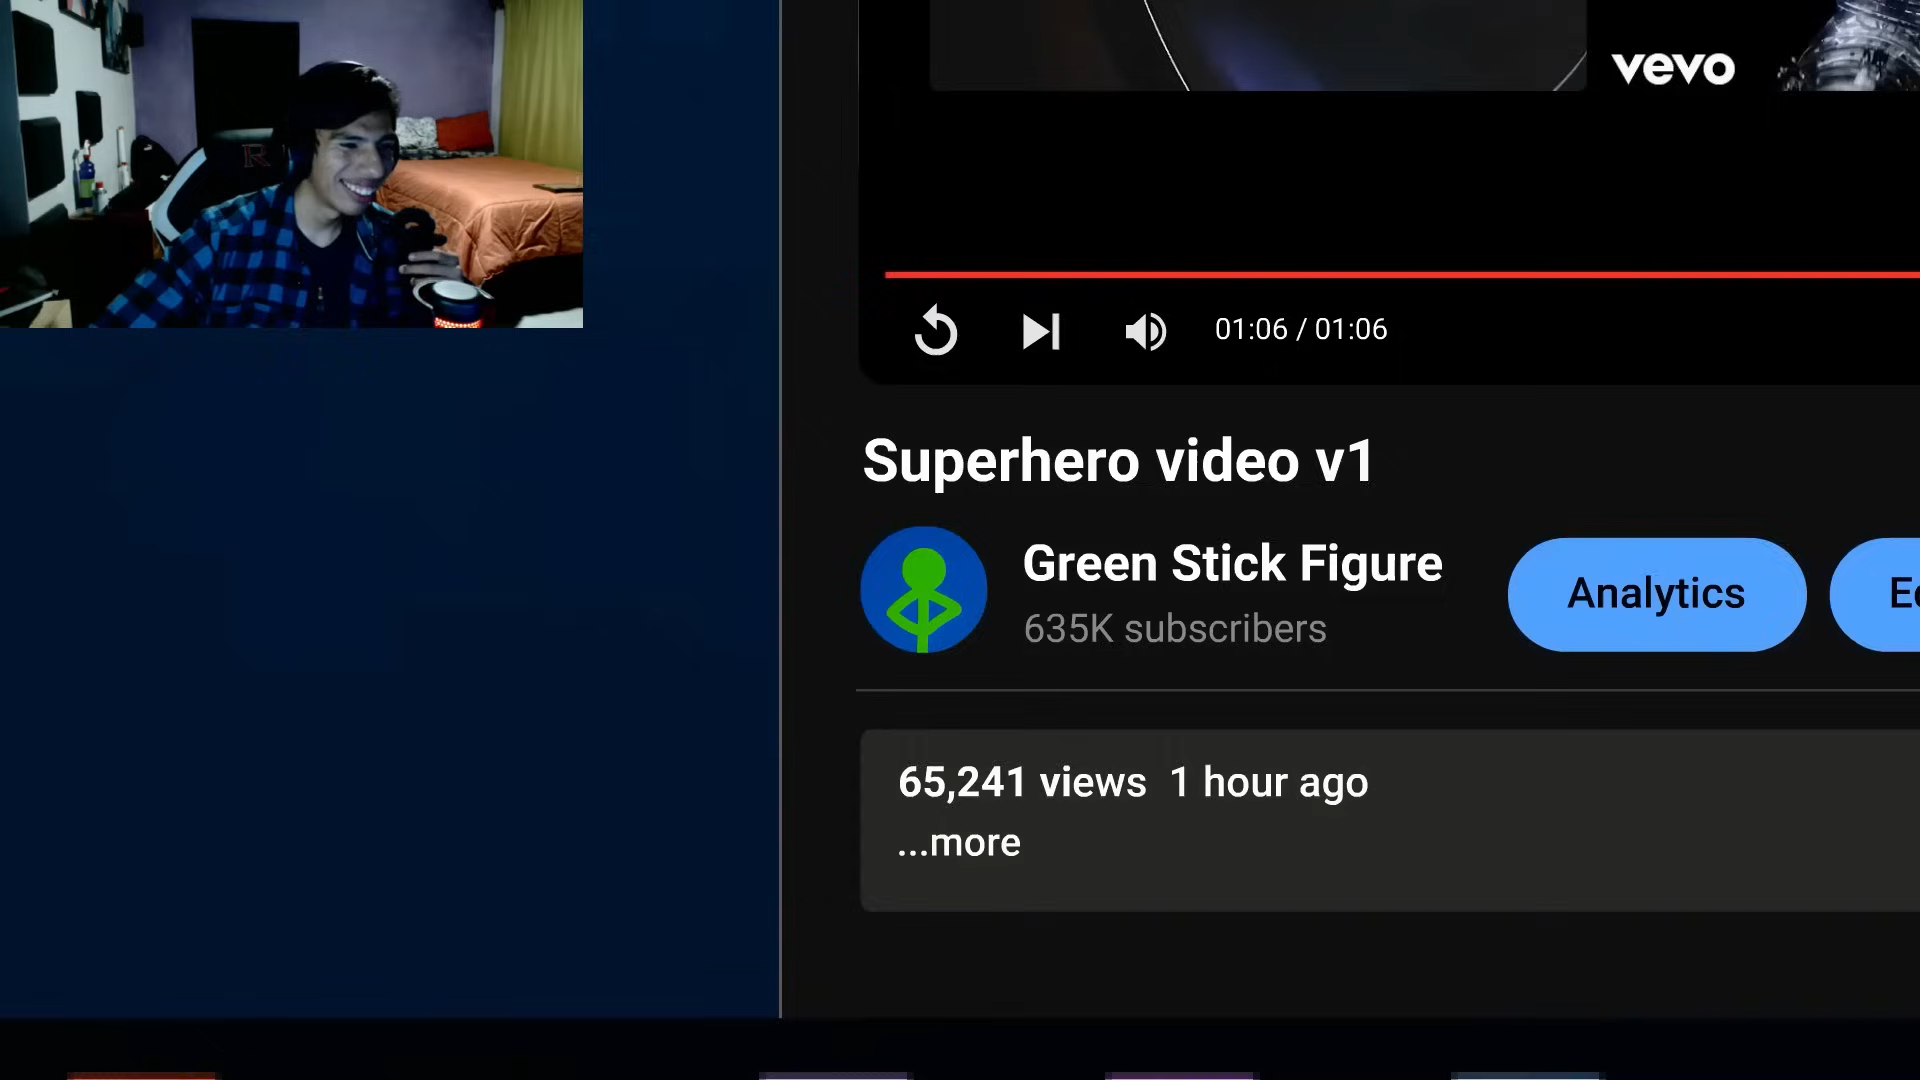 vevo
01:06 / 01:06
Superhero video v1
Green Stick Figure
635K subscribers
Analytics
65,241 views 1 hour ago
...more